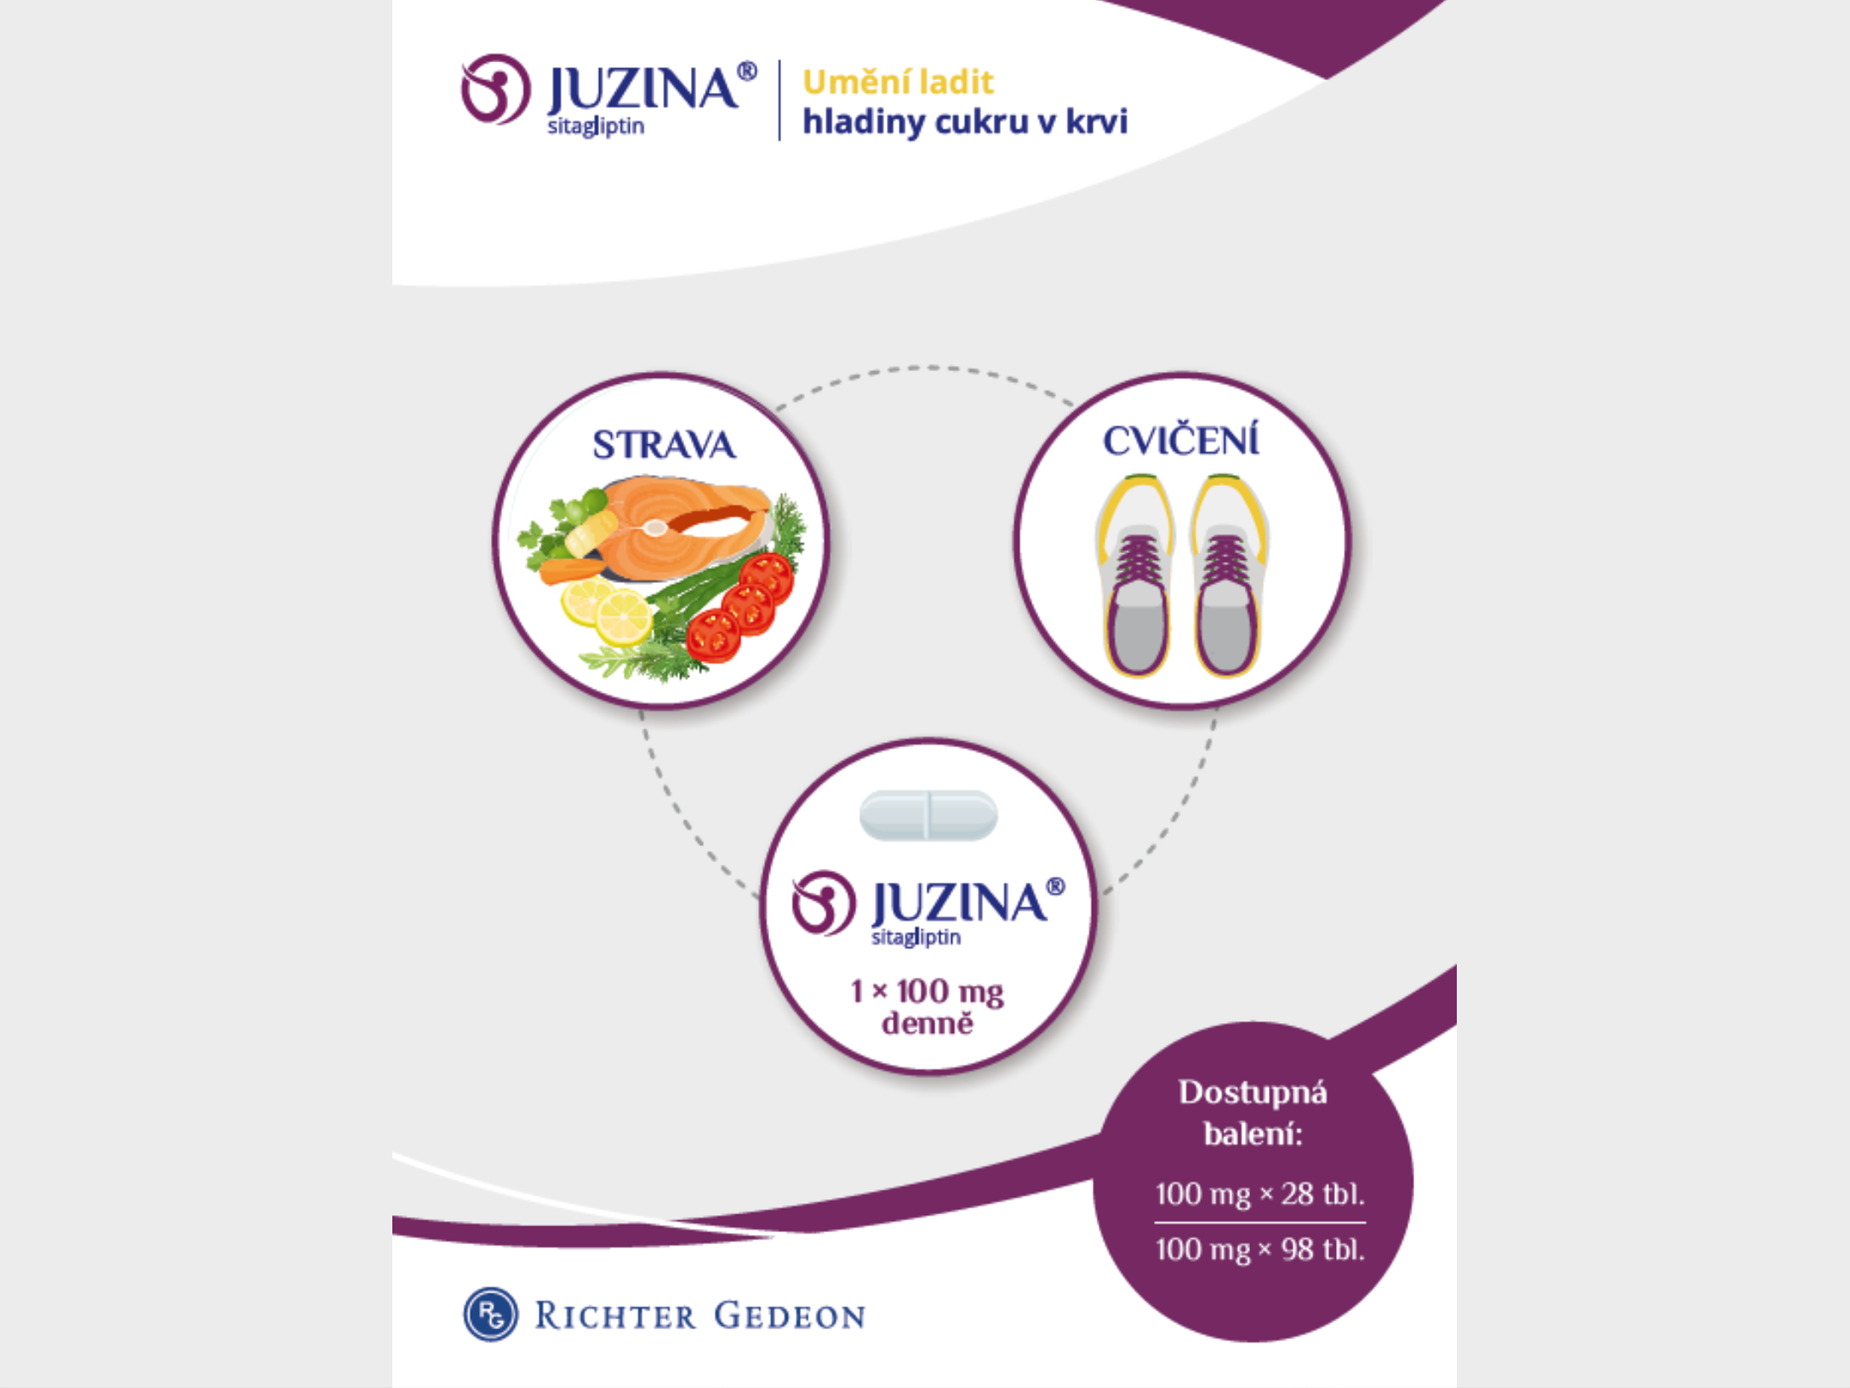 JUZINA®
sitagliptin
Umění ladit
hladiny cukru v krvi
STRAVA
CVIČENÍ
JUZINA®
sitagliptin
1 × 100 mg
denně
Dostupná
balení:
100 mg × 28 tbl.
100 mg × 98 tbl.
RG
RICHTER GEDEON